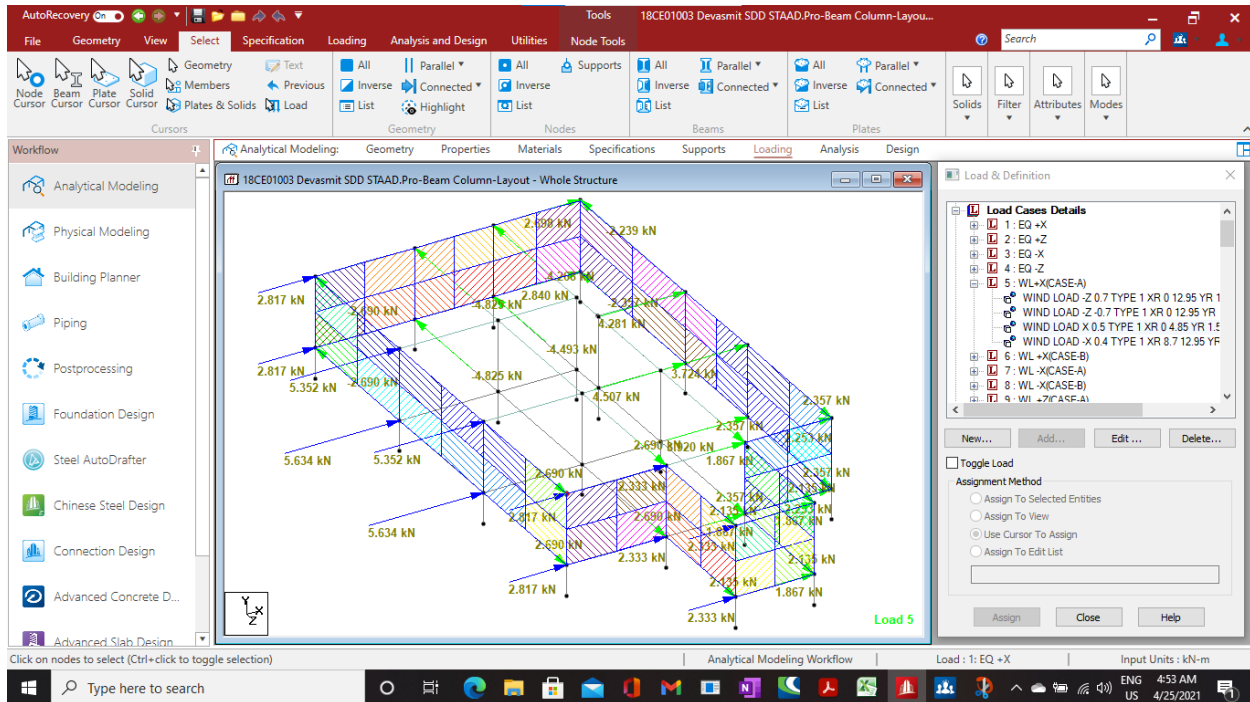 AutoRecovery On
Tools
18CE01003 Devasmit SDD STAAD.Pro-Beam Column-Layou...
File Geometry View Select Specification Loading Analysis and Design Utilities Node Tools
Search
Node Cursor
Beam Cursor
Plate Cursor
Solid Cursor
Geometry
Members
Plates & Solids
Text
Previous
Load
Cursors
All
Inverse
List
Parallel
Connected
Highlight
Geometry
All
Inverse
List
Supports
Nodes
All
Inverse
List
Parallel
Connected
Beams
All
Inverse
List
Parallel
Connected
Plates
Solids
Filter
Attributes
Modes
Workflow
Analytical Modeling
Physical Modeling
Building Planner
Piping
Postprocessing
Foundation Design
Steel AutoDrafter
Chinese Steel Design
Connection Design
Advanced Concrete D...
Advanced Slab Design
Analytical Modeling: Geometry Properties Materials Specifications Supports Loading Analysis Design
18CE01003 Devasmit SDD STAAD.Pro-Beam Column-Layout - Whole Structure
2.698 kN
-2.239 kN
2.817 kN
-2.690 kN
2.840 kN
-2.357 kN
4.281 kN
-4.493 kN
2.817 kN
5.352 kN
-2.690 kN
-4.825 kN
3.724 kN
4.507 kN
2.357 kN
2.357 kN
5.634 kN
5.352 kN
1.867 kN
2.357 kN
2.690 kN
2.333 kN
2.357 kN
2.817 kN
2.690 kN
5.634 kN
2.690 kN
2.333 kN
2.333 kN
2.135 kN
2.817 kN
2.135 kN
1.867 kN
2.333 kN
Load 5
Y
X
Z
Load & Definition
Load Cases Details
1 : EQ +X
2 : EQ +Z
3 : EQ -X
4 : EQ -Z
5 : WL+X(CASE-A)
WIND LOAD -Z 0.7 TYPE 1 XR 0 12.95 YR 1
WIND LOAD -Z -0.7 TYPE 1 XR 0 12.95 YR
WIND LOAD X 0.5 TYPE 1 XR 0 4.85 YR 1.5
WIND LOAD -X 0.4 TYPE 1 XR 8.7 12.95 YR
6 : WL +X(CASE-B)
7 : WL -X(CASE-A)
8 : WL -X(CASE-B)
9 : WL +Z(CASE-A)
New... Add... Edit ... Delete...
Toggle Load
Assignment Method
Assign To Selected Entities
Assign To View
Use Cursor To Assign
Assign To Edit List
Assign Close Help
Click on nodes to select (Ctrl+click to toggle selection)
Analytical Modeling Workflow
Load : 1: EQ +X
Input Units : kN-m
Type here to search
ENG
US
4:53 AM
4/25/2021